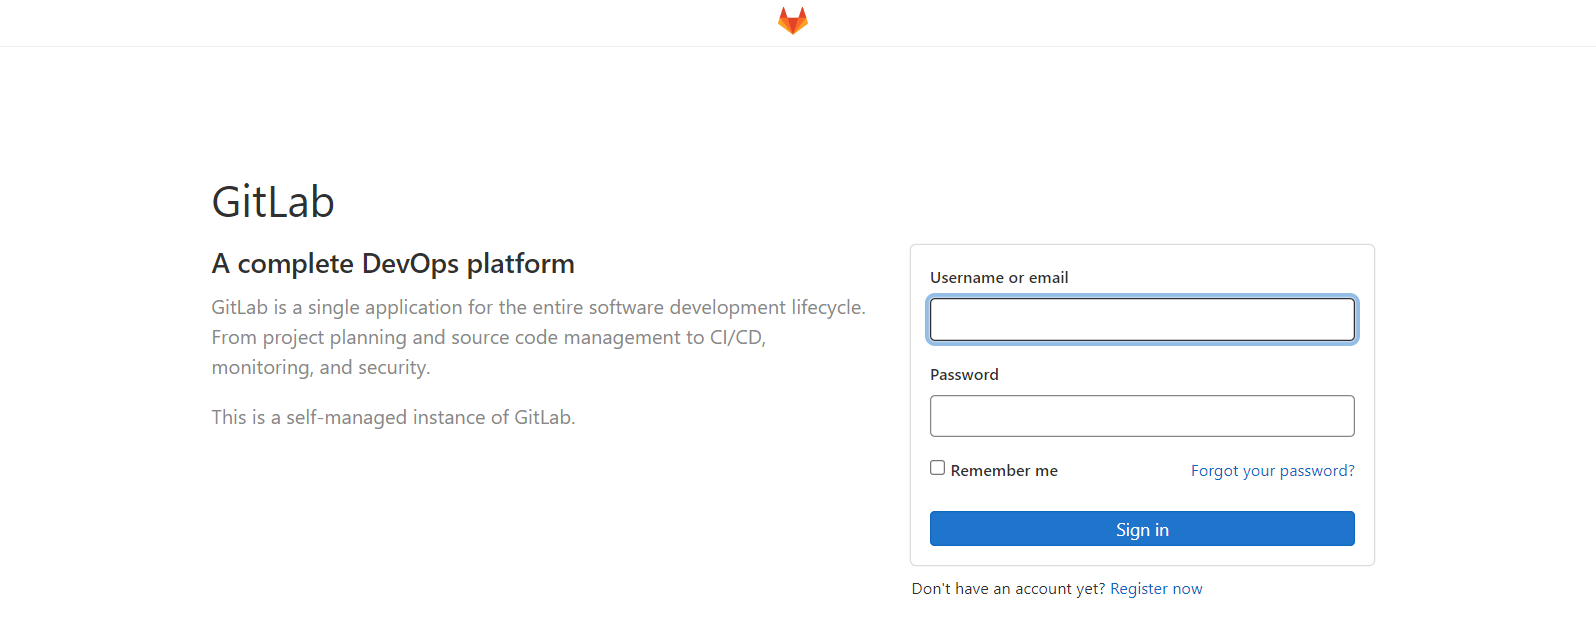 GitLab
A complete DevOps platform
GitLab is a single application for the entire software development lifecycle.
From project planning and source code management to CI/CD,
monitoring, and security.
This is a self-managed instance of GitLab.
Username or email
Password
Remember me
Forgot your password?
Sign in
Don't have an account yet? Register now